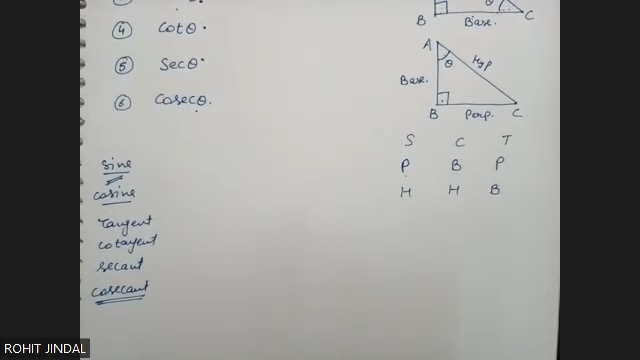 θ
B Base. C
④ Cotθ.
⑤ Secθ.
⑥ Cosecθ.
A
θ
Hyp
Base.
B Perp. C
S C T
P B P
H H B
sine
cosine
Tangent
cotangent
secant
cosecant
ROHIT JINDAL